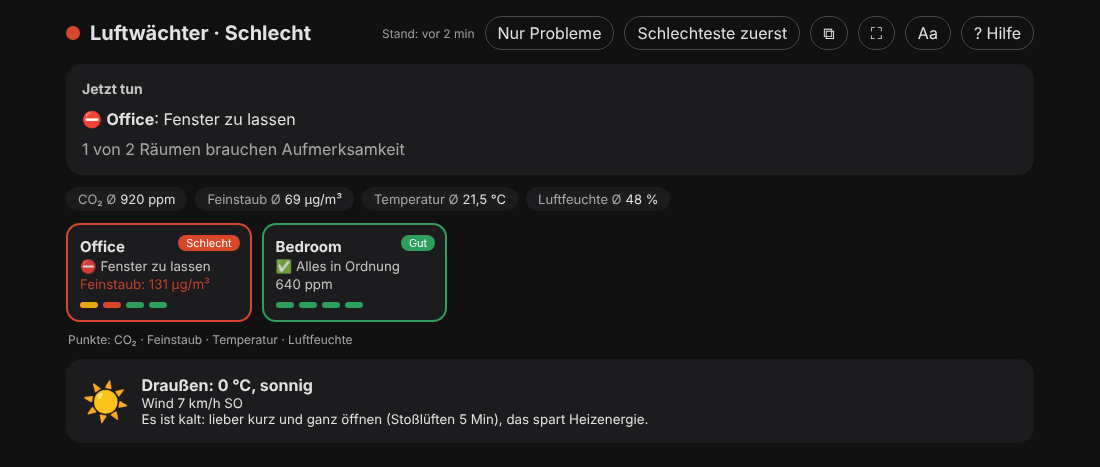 Luftwächter · Schlecht
Stand: vor 2 min
Nur Probleme
Schlechteste zuerst
Aa
? Hilfe
Jetzt tun
⛔ Office: Fenster zu lassen
1 von 2 Räumen brauchen Aufmerksamkeit
CO₂ Ø 920 ppm
Feinstaub Ø 69 µg/m³
Temperatur Ø 21,5 °C
Luftfeuchte Ø 48 %
Office
Schlecht
⛔ Fenster zu lassen
Feinstaub: 131 µg/m³
Bedroom
Gut
✅ Alles in Ordnung
640 ppm
Punkte: CO₂ · Feinstaub · Temperatur · Luftfeuchte
Draußen: 0 °C, sonnig
Wind 7 km/h SO
Es ist kalt: lieber kurz und ganz öffnen (Stoßlüften 5 Min), das spart Heizenergie.